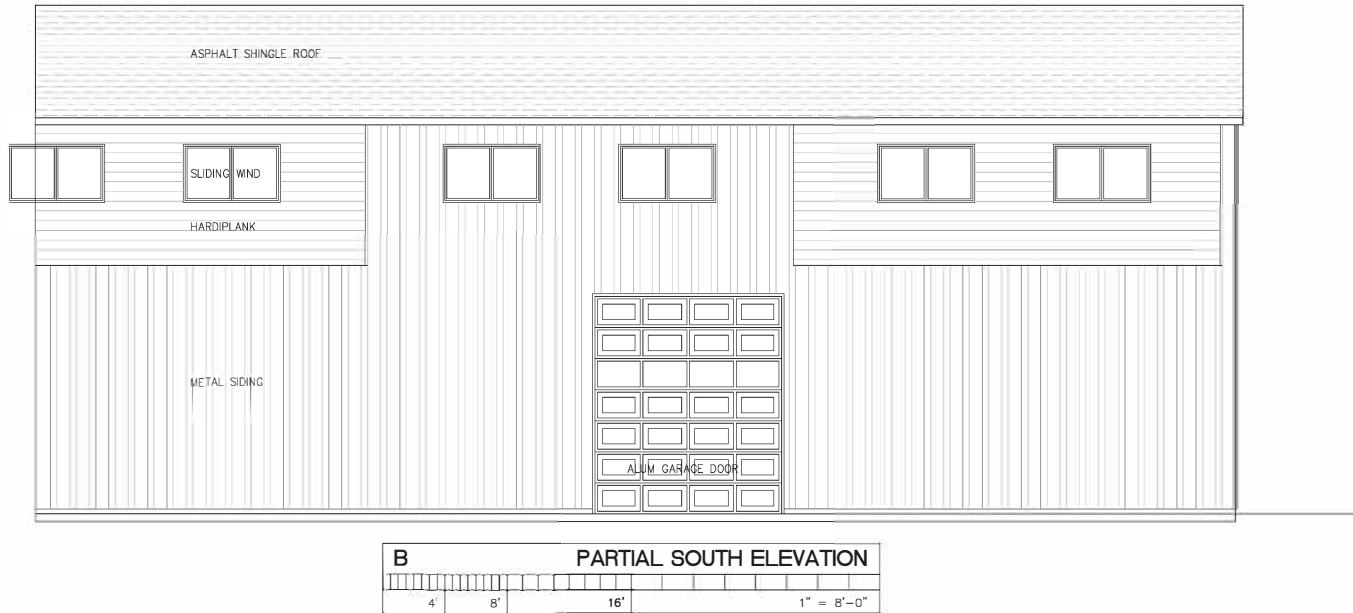 ASPHALT SHINGLE ROOF
SLIDING WIND
HARDIPLANK
METAL SIDING
ALUM GARAGE DOOR
B PARTIAL SOUTH ELEVATION
4' 8' 16' 1" = 8'-0"